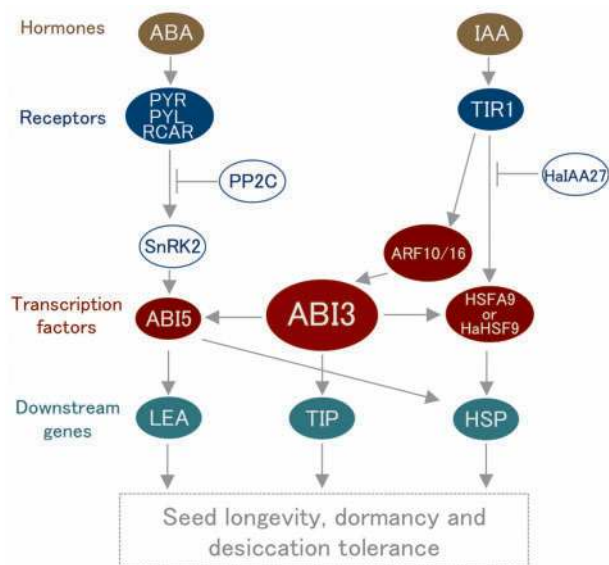 Hormones
ABA
IAA
Receptors
PYR
PYL
RCAR
TIR1
PP2C
HaIAA27
SnRK2
ARF10/16
Transcription
factors
ABI5
ABI3
HSFA9
or
HaHSF9
Downstream
genes
LEA
TIP
HSP
Seed longevity, dormancy and
desiccation tolerance